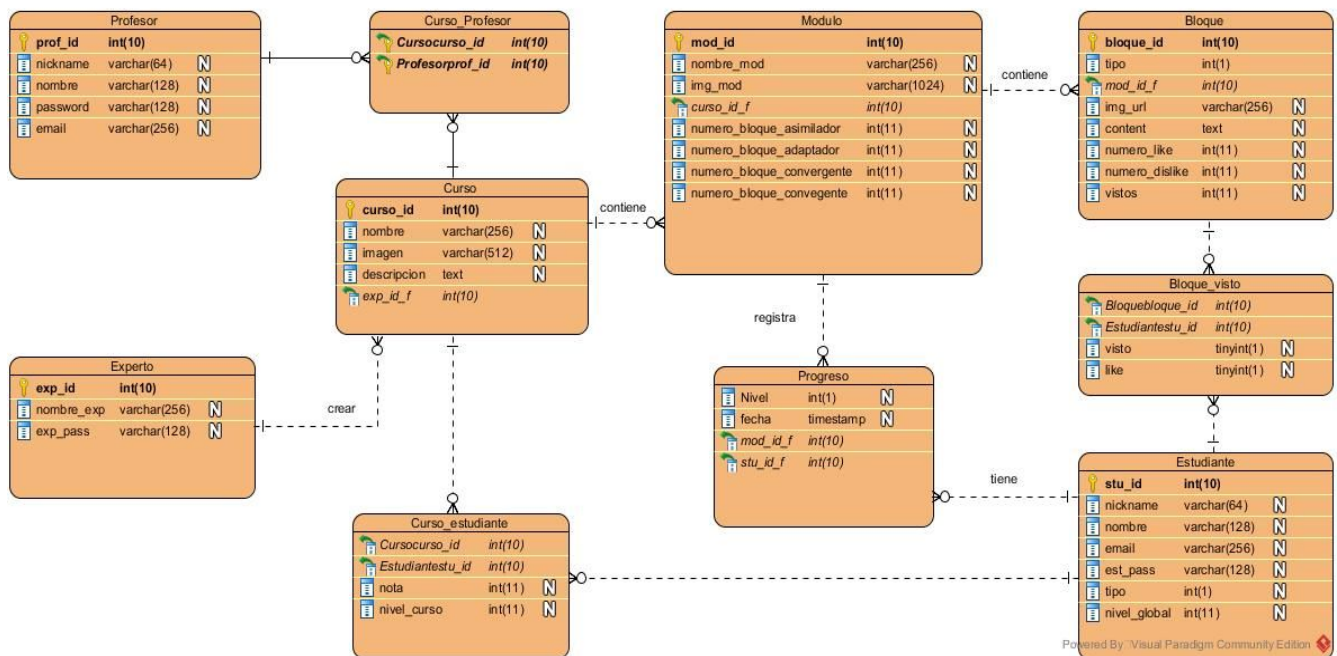 Profesor
prof_id int(10)
nickname varchar(64) N
nombre varchar(128) N
password varchar(128) N
email varchar(256) N
Curso_Profesor
Cursocurso_id int(10)
Profesorprof_id int(10)
Modulo
mod_id int(10)
nombre_mod varchar(256) N
img_mod varchar(1024) N
curso_id_f int(10)
numero_bloque_asimilador int(11) N
numero_bloque_adaptador int(11) N
numero_bloque_convergente int(11) N
numero_bloque_convegente int(11) N
contiene
Bloque
bloque_id int(10)
tipo int(1)
mod_id_f int(10)
img_url varchar(256) N
content text N
numero_like int(11) N
numero_dislike int(11) N
vistos int(11) N
Curso
curso_id int(10)
nombre varchar(256) N
imagen varchar(512) N
descripcion text N
exp_id_f int(10)
contiene
registra
Bloque_visto
Bloquebloque_id int(10)
Estudiantestu_id int(10)
visto tinyint(1) N
like tinyint(1) N
Experto
exp_id int(10)
nombre_exp varchar(256) N
exp_pass varchar(128) N
crear
Progreso
Nivel int(1) N
fecha timestamp N
mod_id_f int(10)
stu_id_f int(10)
tiene
Estudiante
stu_id int(10)
nickname varchar(64) N
nombre varchar(128) N
email varchar(256) N
est_pass varchar(128) N
tipo int(1) N
nivel_global int(11) N
Curso_estudiante
Cursocurso_id int(10)
Estudiantestu_id int(10)
nota int(11) N
nivel_curso int(11) N
Powered By Visual Paradigm Community Edition